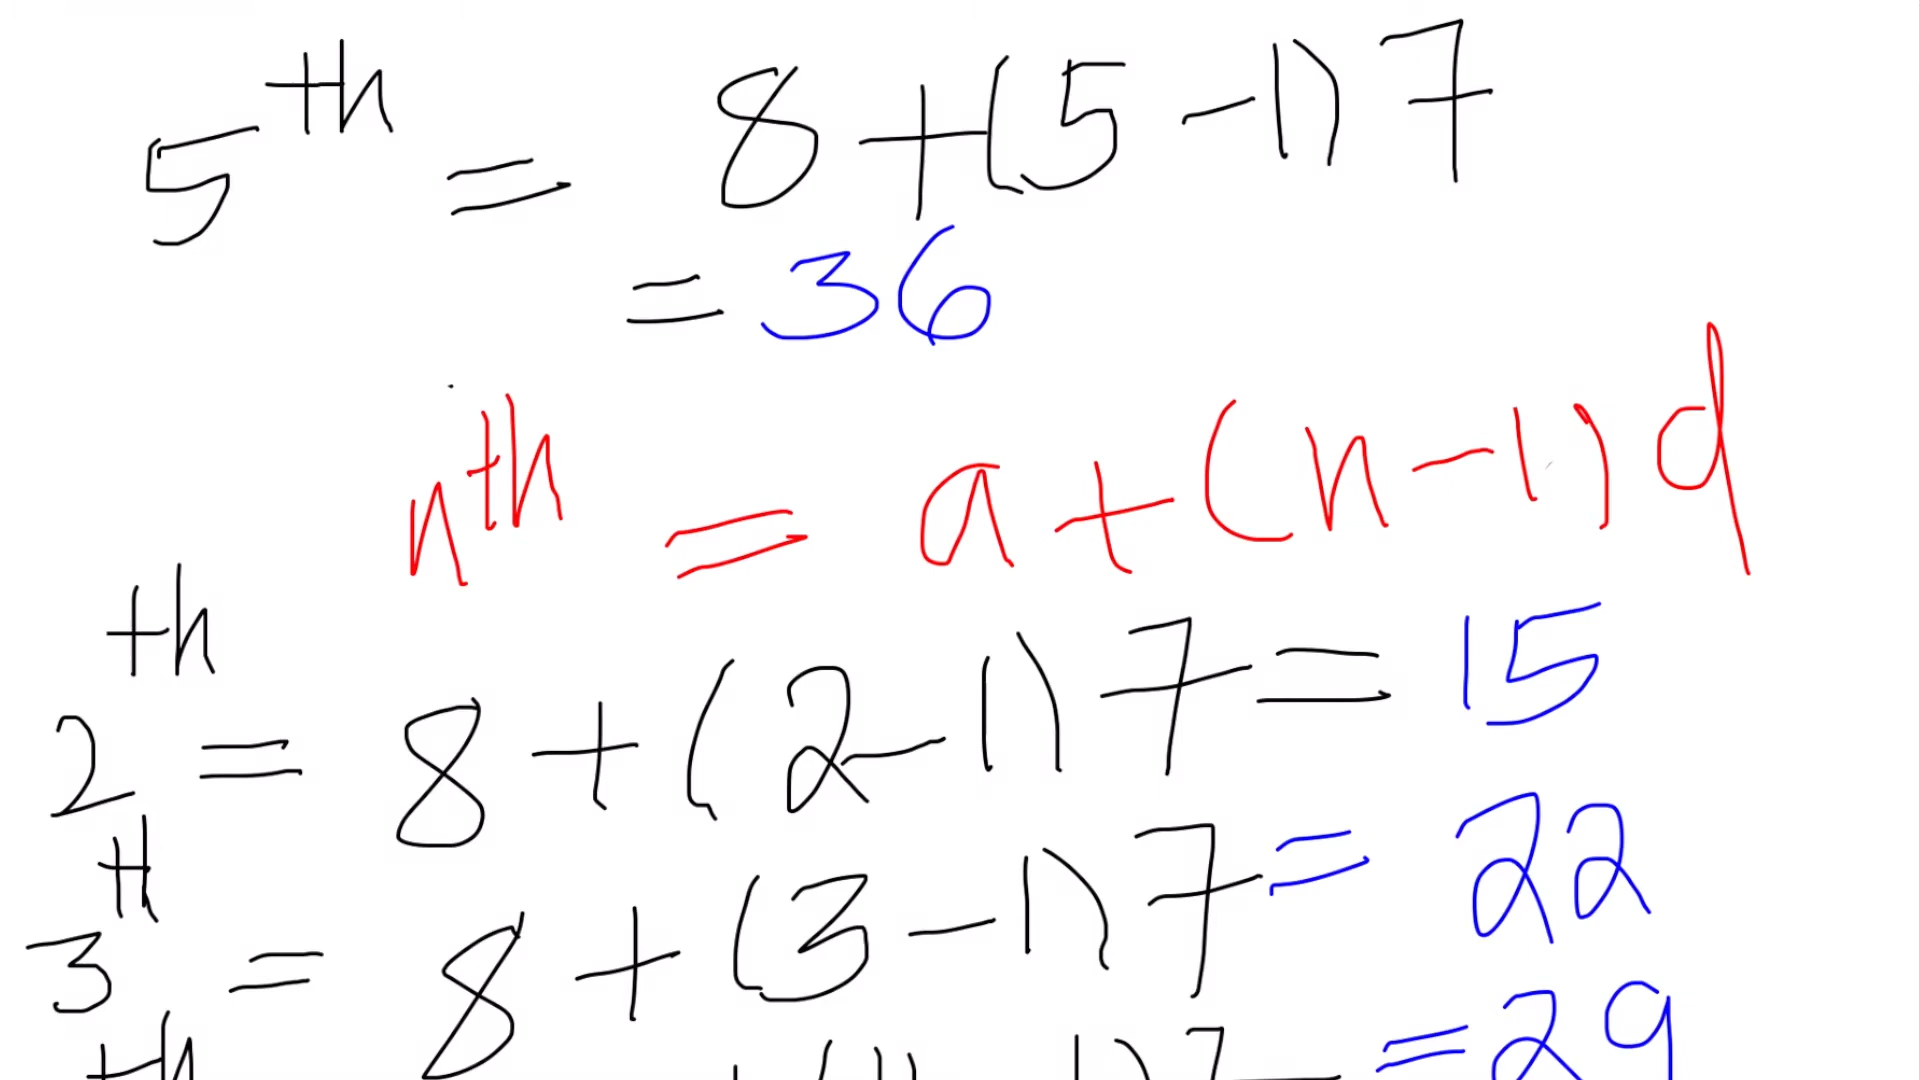 5th = 8 + (5 - 1) 7
= 36
nth = a + (n - 1) d
2th = 8 + (2 - 1) 7 = 15
3th = 8 + (3 - 1) 7 = 22
th = 29